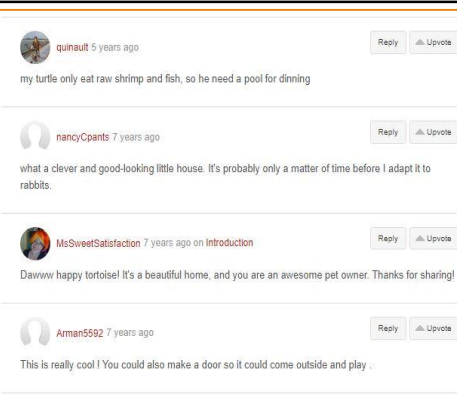 quinault 5 years ago Reply Upvote
my turtle only eat raw shrimp and fish, so he need a pool for dinning
nancyCpants 7 years ago Reply Upvote
what a clever and good-looking little house. It's probably only a matter of time before I adapt it to
rabbits.
MsSweetSatisfaction 7 years ago on Introduction Reply Upvote
Dawww happy tortoise! It's a beautiful home, and you are an awesome pet owner. Thanks for sharing!
Arman5592 7 years ago Reply Upvote
This is really cool ! You could also make a door so it could come outside and play .